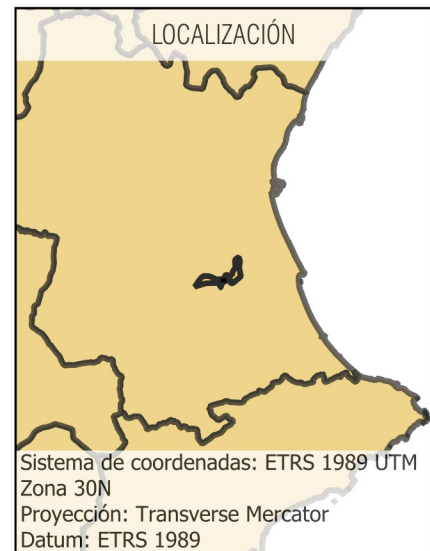 LOCALIZACIÓN
Sistema de coordenadas: ETRS 1989 UTM
Zona 30N
Proyección: Transverse Mercator
Datum: ETRS 1989